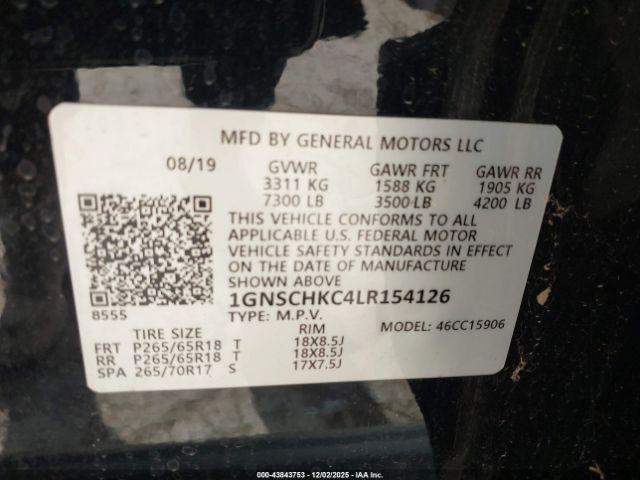 MFD BY GENERAL MOTORS LLC
08/19 GVWR GAWR FRT GAWR RR
3311 KG 1588 KG 1905 KG
7300 LB 3500 LB 4200 LB
THIS VEHICLE CONFORMS TO ALL
APPLICABLE U.S. FEDERAL MOTOR
VEHICLE SAFETY STANDARDS IN EFFECT
ON THE DATE OF MANUFACTURE
SHOWN ABOVE
1GNSCHKC4LR154126
8555 TYPE: M.P.V. MODEL: 46CC15906
TIRE SIZE RIM
FRT P265/65R18 T 18X8.5J
RR P265/65R18 T 18X8.5J
SPA 265/70R17 S 17X7.5J
000-43843753 - 12/02/2025 - IAA Inc.